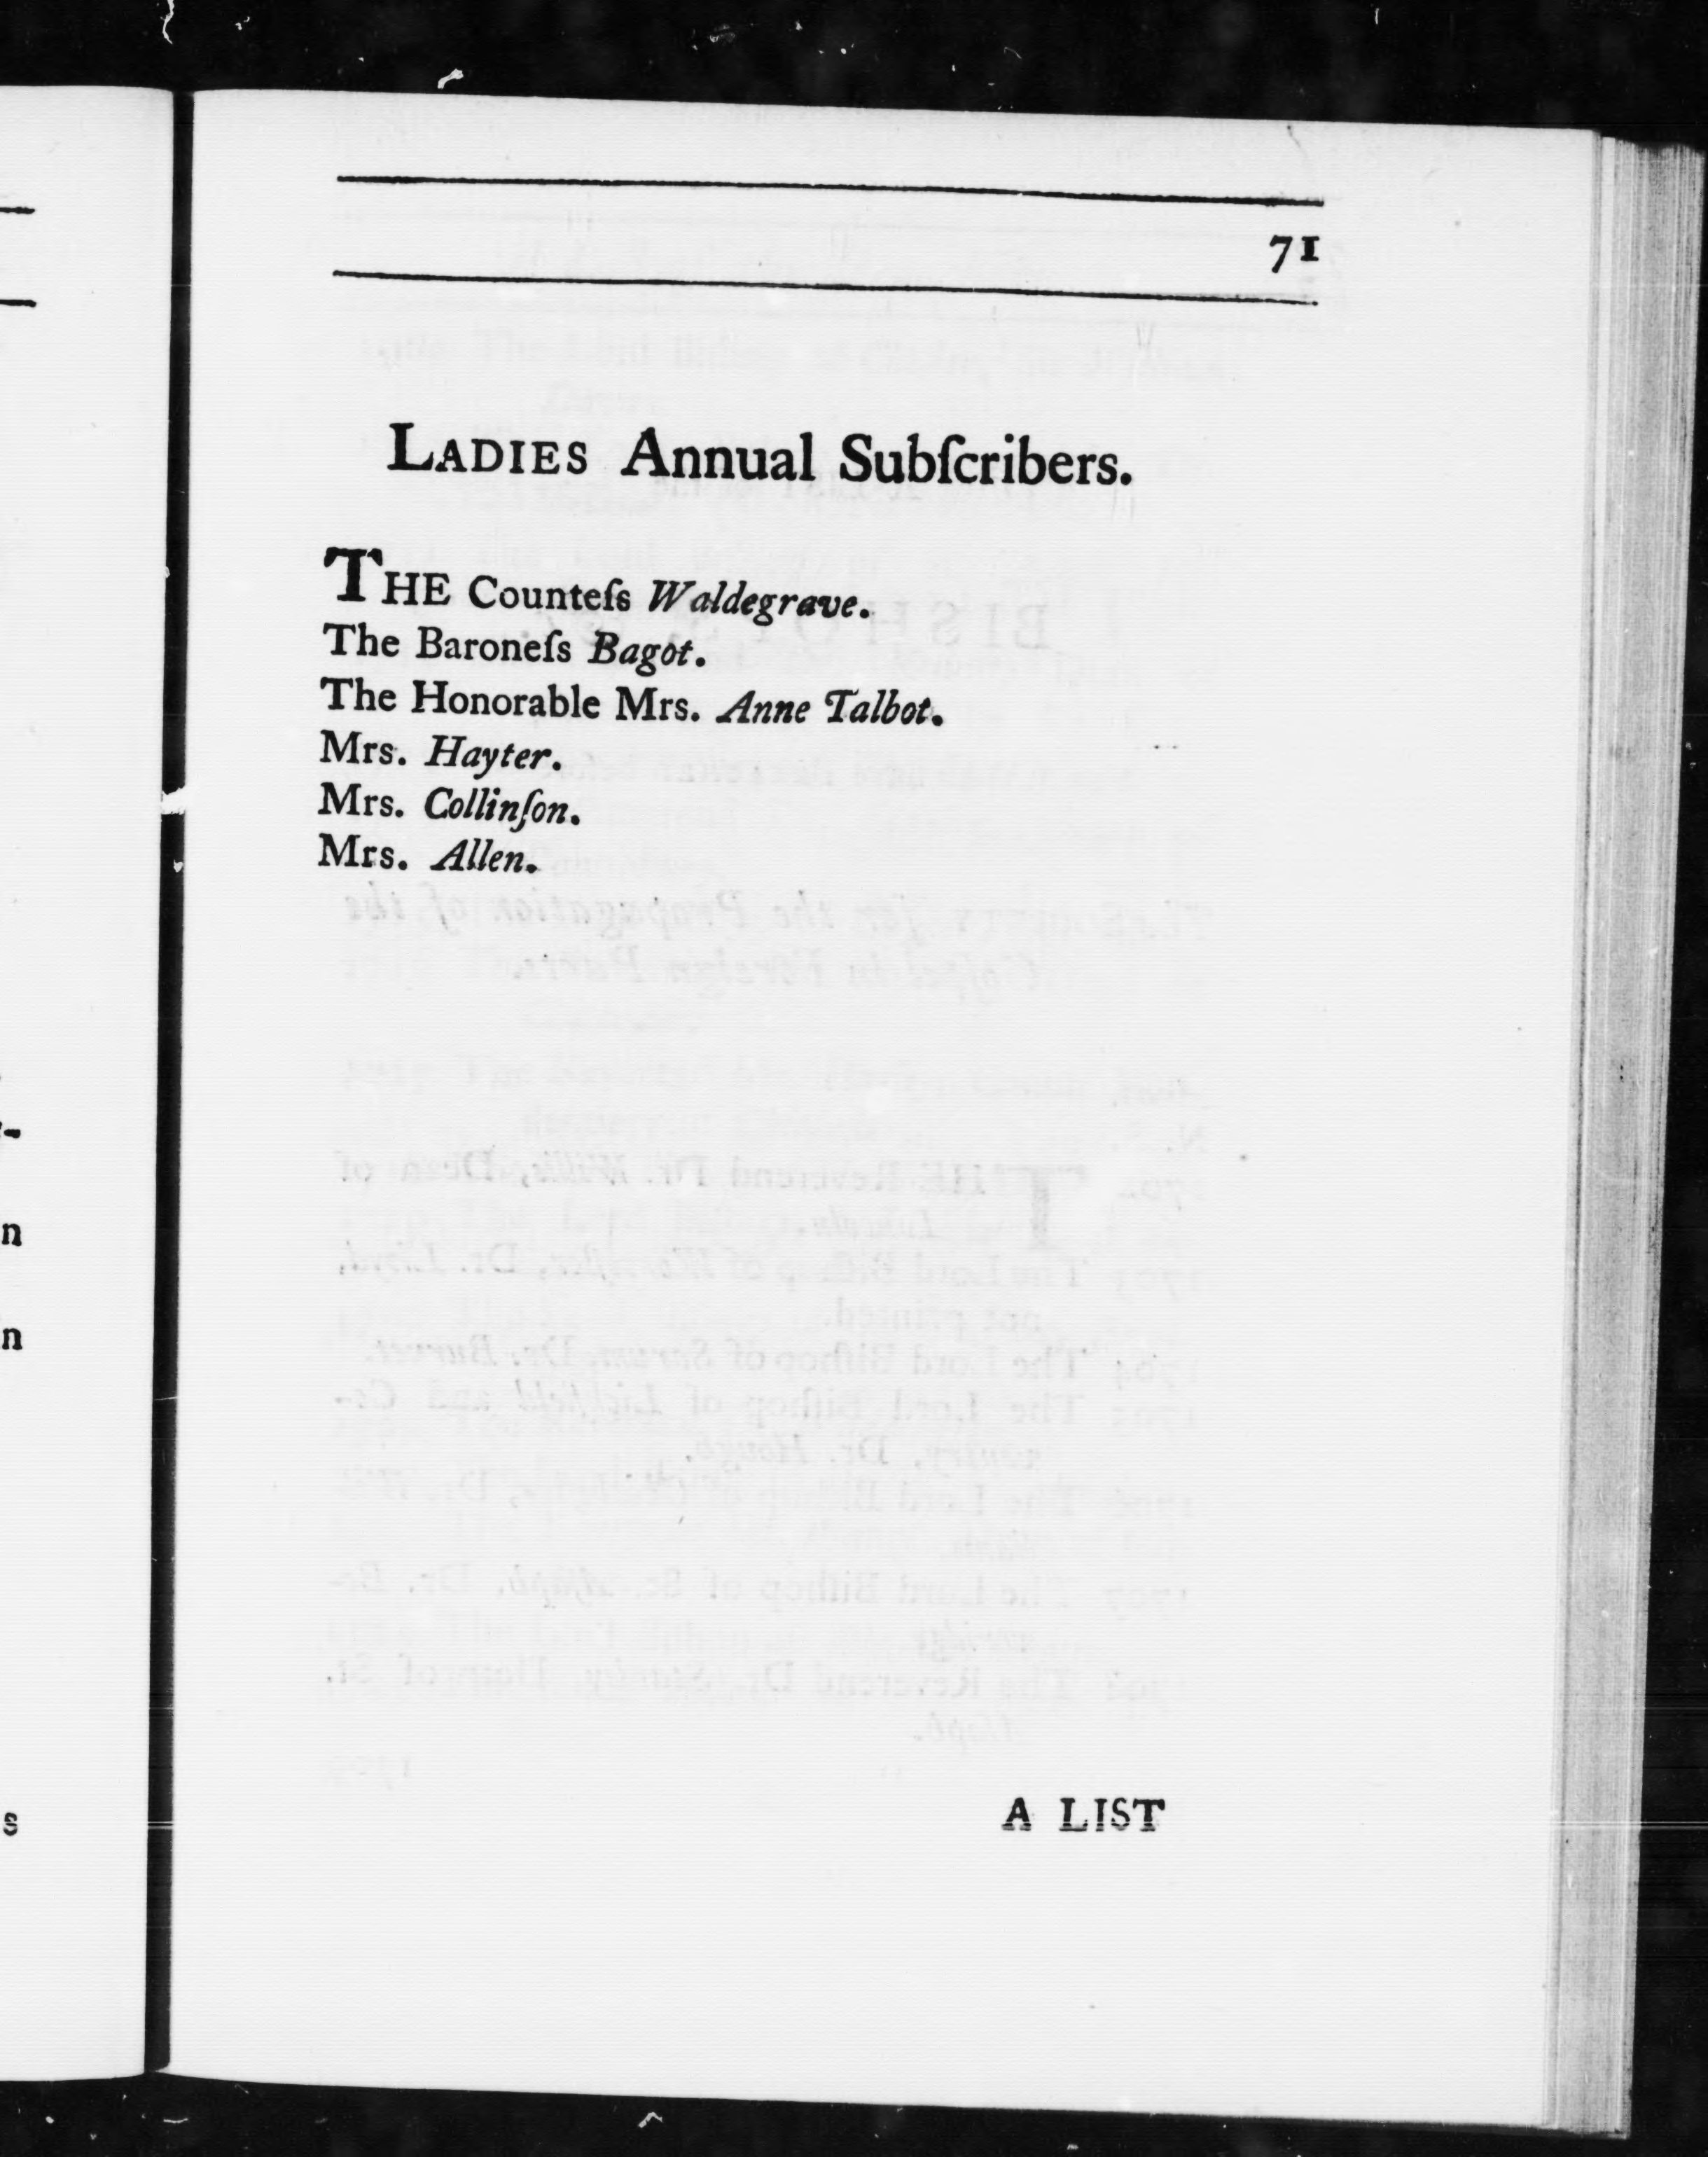 71
LADIES Annual Subſcribers.
THE Counteſs Waldegrave.
The Baroneſs Bagot.
The Honorable Mrs. Anne Talbot.
Mrs. Hayter.
Mrs. Collinſon.
Mrs. Allen.
A LIST